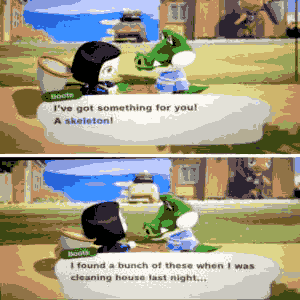 Boots
I've got something for you!
A skeleton!
Boots
I found a bunch of these when I was
cleaning house last night...